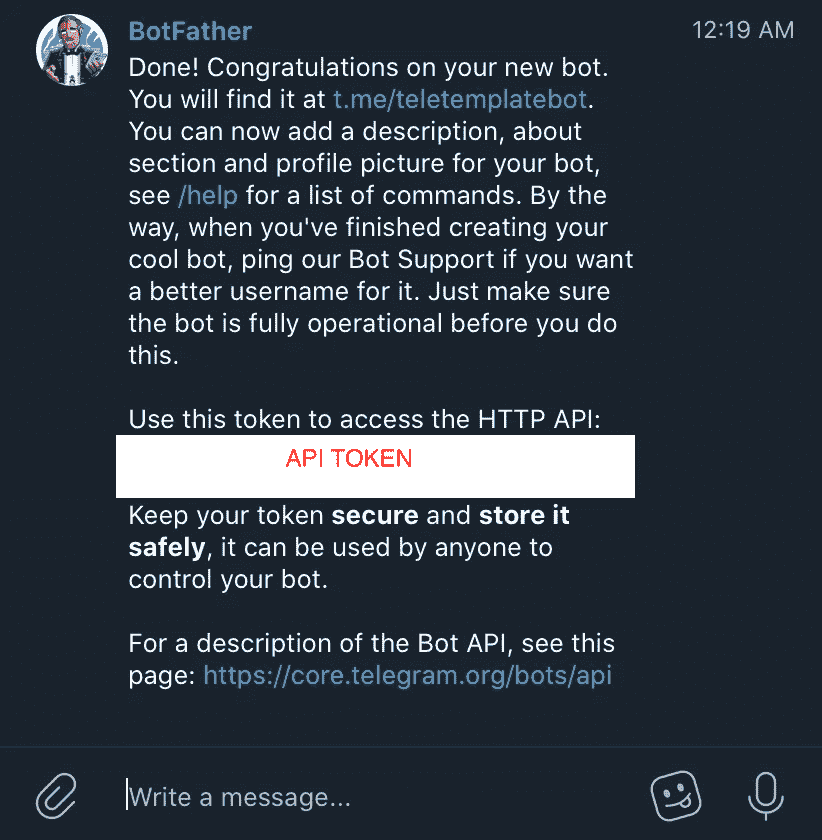 BotFather 12:19 AM
Done! Congratulations on your new bot.
You will find it at t.me/teletemplatebot.
You can now add a description, about
section and profile picture for your bot,
see /help for a list of commands. By the
way, when you've finished creating your
cool bot, ping our Bot Support if you want
a better username for it. Just make sure
the bot is fully operational before you do
this.
Use this token to access the HTTP API:
API TOKEN
Keep your token secure and store it
safely, it can be used by anyone to
control your bot.
For a description of the Bot API, see this
page: https://core.telegram.org/bots/api
Write a message...